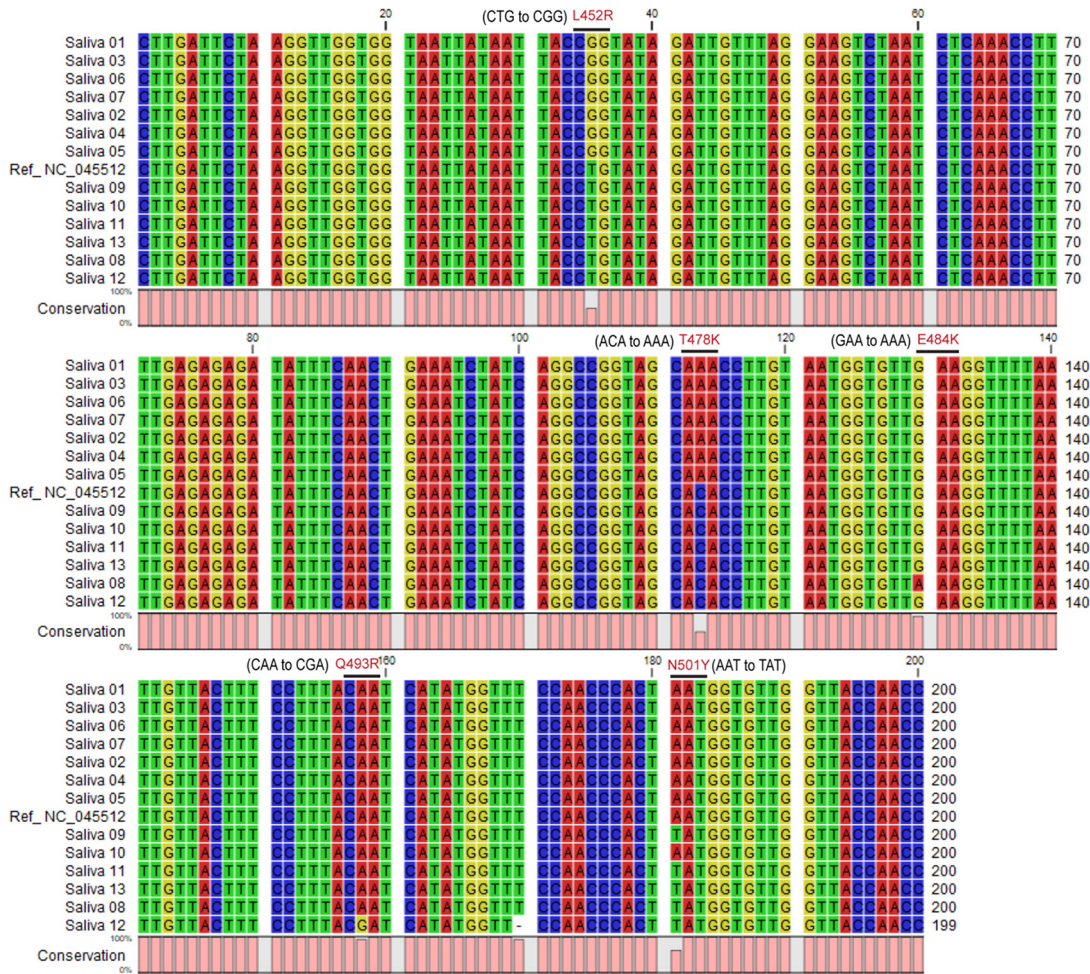 (CTG to CGG) L452R
20 40 60
Saliva 01 CTTGATTCTA AGGTTGGTGG TAATTATAAT TACCGGTATA GATTGTTTAG GAAGTCTAAT CTCAAACCTT 70
Saliva 03 CTTGATTCTA AGGTTGGTGG TAATTATAAT TACCGGTATA GATTGTTTAG GAAGTCTAAT CTCAAACCTT 70
Saliva 06 CTTGATTCTA AGGTTGGTGG TAATTATAAT TACCGGTATA GATTGTTTAG GAAGTCTAAT CTCAAACCTT 70
Saliva 07 CTTGATTCTA AGGTTGGTGG TAATTATAAT TACCGGTATA GATTGTTTAG GAAGTCTAAT CTCAAACCTT 70
Saliva 02 CTTGATTCTA AGGTTGGTGG TAATTATAAT TACCGGTATA GATTGTTTAG GAAGTCTAAT CTCAAACCTT 70
Saliva 04 CTTGATTCTA AGGTTGGTGG TAATTATAAT TACCGGTATA GATTGTTTAG GAAGTCTAAT CTCAAACCTT 70
Saliva 05 CTTGATTCTA AGGTTGGTGG TAATTATAAT TACCGGTATA GATTGTTTAG GAAGTCTAAT CTCAAACCTT 70
Ref_ NC_045512 CTTGATTCTA AGGTTGGTGG TAATTATAAT TACCTGTATA GATTGTTTAG GAAGTCTAAT CTCAAACCTT 70
Saliva 09 CTTGATTCTA AGGTTGGTGG TAATTATAAT TACCTGTATA GATTGTTTAG GAAGTCTAAT CTCAAACCTT 70
Saliva 10 CTTGATTCTA AGGTTGGTGG TAATTATAAT TACCTGTATA GATTGTTTAG GAAGTCTAAT CTCAAACCTT 70
Saliva 11 CTTGATTCTA AGGTTGGTGG TAATTATAAT TACCTGTATA GATTGTTTAG GAAGTCTAAT CTCAAACCTT 70
Saliva 13 CTTGATTCTA AGGTTGGTGG TAATTATAAT TACCTGTATA GATTGTTTAG GAAGTCTAAT CTCAAACCTT 70
Saliva 08 CTTGATTCTA AGGTTGGTGG TAATTATAAT TACCTGTATA GATTGTTTAG GAAGTCTAAT CTCAAACCTT 70
Saliva 12 CTTGATTCTA AGGTTGGTGG TAATTATAAT TACCTGTATA GATTGTTTAG GAAGTCTAAT CTCAAACCTT 70
100%
Conservation
0%
(ACA to AAA) T478K (GAA to AAA) E484K
80 100 120 140
Saliva 01 TTGAGAGAGA TATTTCAACT GAAATCTATC AGGCCGGTAG CAAACCTTGT AATGGTGTTG AAGGTTTTAA 140
Saliva 03 TTGAGAGAGA TATTTCAACT GAAATCTATC AGGCCGGTAG CAAACCTTGT AATGGTGTTG AAGGTTTTAA 140
Saliva 06 TTGAGAGAGA TATTTCAACT GAAATCTATC AGGCCGGTAG CAAACCTTGT AATGGTGTTG AAGGTTTTAA 140
Saliva 07 TTGAGAGAGA TATTTCAACT GAAATCTATC AGGCCGGTAG CAAACCTTGT AATGGTGTTG AAGGTTTTAA 140
Saliva 02 TTGAGAGAGA TATTTCAACT GAAATCTATC AGGCCGGTAG CAAACCTTGT AATGGTGTTG AAGGTTTTAA 140
Saliva 04 TTGAGAGAGA TATTTCAACT GAAATCTATC AGGCCGGTAG CAAACCTTGT AATGGTGTTG AAGGTTTTAA 140
Saliva 05 TTGAGAGAGA TATTTCAACT GAAATCTATC AGGCCGGTAG CAAACCTTGT AATGGTGTTG AAGGTTTTAA 140
Ref_ NC_045512 TTGAGAGAGA TATTTCAACT GAAATCTATC AGGCCGGTAG CACACCTTGT AATGGTGTTG AAGGTTTTAA 140
Saliva 09 TTGAGAGAGA TATTTCAACT GAAATCTATC AGGCCGGTAG CACACCTTGT AATGGTGTTG AAGGTTTTAA 140
Saliva 10 TTGAGAGAGA TATTTCAACT GAAATCTATC AGGCCGGTAG CACACCTTGT AATGGTGTTG AAGGTTTTAA 140
Saliva 11 TTGAGAGAGA TATTTCAACT GAAATCTATC AGGCCGGTAG CACACCTTGT AATGGTGTTG AAGGTTTTAA 140
Saliva 13 TTGAGAGAGA TATTTCAACT GAAATCTATC AGGCCGGTAG CACACCTTGT AATGGTGTTG AAGGTTTTAA 140
Saliva 08 TTGAGAGAGA TATTTCAACT GAAATCTATC AGGCCGGTAG CACACCTTGT AATGGTGTTA AAGGTTTTAA 140
Saliva 12 TTGAGAGAGA TATTTCAACT GAAATCTATC AGGCCGGTAG CACACCTTGT AATGGTGTTG AAGGTTTTAA 140
100%
Conservation
0%
(CAA to CGA) Q493R N501Y (AAT to TAT)
160 180 200
Saliva 01 TTGTTACTTT CCTTTACAAT CATATGGTTT CCAACCCACT AATGGTGTTG GTTACCAACC 200
Saliva 03 TTGTTACTTT CCTTTACAAT CATATGGTTT CCAACCCACT AATGGTGTTG GTTACCAACC 200
Saliva 06 TTGTTACTTT CCTTTACAAT CATATGGTTT CCAACCCACT AATGGTGTTG GTTACCAACC 200
Saliva 07 TTGTTACTTT CCTTTACAAT CATATGGTTT CCAACCCACT AATGGTGTTG GTTACCAACC 200
Saliva 02 TTGTTACTTT CCTTTACAAT CATATGGTTT CCAACCCACT AATGGTGTTG GTTACCAACC 200
Saliva 04 TTGTTACTTT CCTTTACAAT CATATGGTTT CCAACCCACT AATGGTGTTG GTTACCAACC 200
Saliva 05 TTGTTACTTT CCTTTACAAT CATATGGTTT CCAACCCACT AATGGTGTTG GTTACCAACC 200
Ref_ NC_045512 TTGTTACTTT CCTTTACAAT CATATGGTTT CCAACCCACT AATGGTGTTG GTTACCAACC 200
Saliva 09 TTGTTACTTT CCTTTACAAT CATATGGTTT CCAACCCACT TATGGTGTTG GTTACCAACC 200
Saliva 10 TTGTTACTTT CCTTTACAAT CATATGGTTT CCAACCCACT AATGGTGTTG GTTACCAACC 200
Saliva 11 TTGTTACTTT CCTTTACAAT CATATGGTTT CCAACCCACT TATGGTGTTG GTTACCAACC 200
Saliva 13 TTGTTACTTT CCTTTACAAT CATATGGTTT CCAACCCACT TATGGTGTTG GTTACCAACC 200
Saliva 08 TTGTTACTTT CCTTTACAAT CATATGGTTT CCAACCCACT TATGGTGTTG GTTACCAACC 200
Saliva 12 TTGTTACTTT CCTTTACGAT CATATGGTT- CCAACCCACT TATGGTGTTG GTTACCAACC 199
100%
Conservation
0%